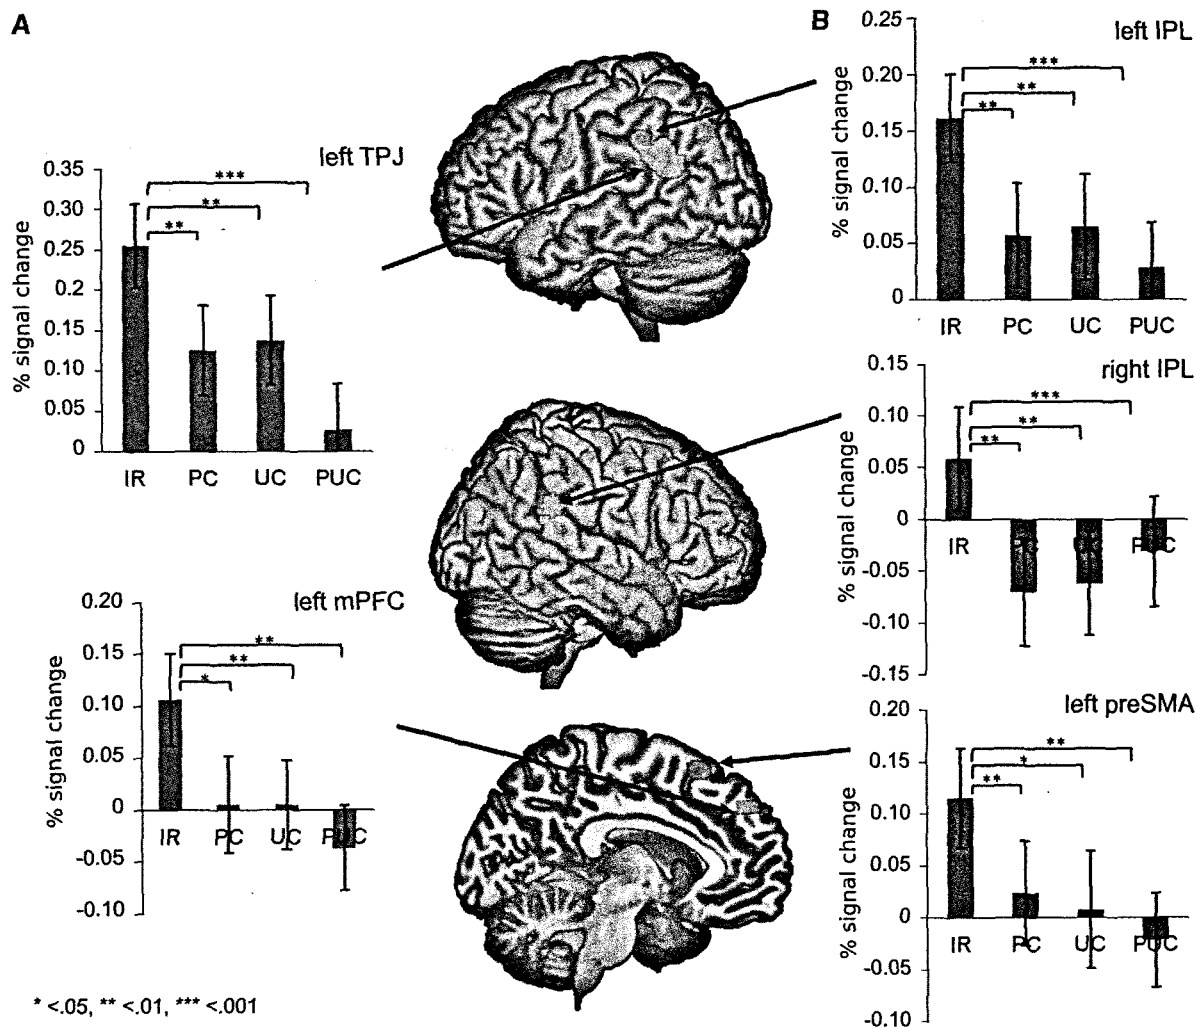 A
left TPJ
% signal change
0.35
0.30
0.25
0.2
0.15
0.10
0.05
0
***
**
**
IR PC UC PUC
left mPFC
% signal change
0.20
0.15
0.10
0.05
0
-0.05
-0.10
**
**
*
IR PC UC PUC
* <.05, ** <.01, *** <.001
B
left IPL
% signal change
0.25
0.20
0.15
0.10
0.05
0
***
**
**
IR PC UC PUC
right IPL
% signal change
0.15
0.10
0.05
0
-0.05
-0.10
-0.15
***
**
**
IR PC UC PUC
left preSMA
% signal change
0.20
0.15
0.10
0.05
0
-0.05
-0.10
**
*
**
IR PC UC PUC